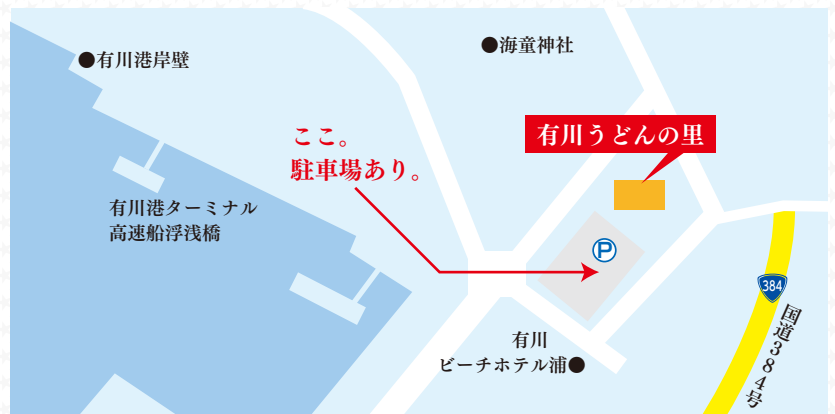 ●有川港岸壁
●海童神社
ここ。
駐車場あり。
有川うどんの里
有川港ターミナル
高速船浮浅橋
P
384
国道384号
有川
ビーチホテル浦●